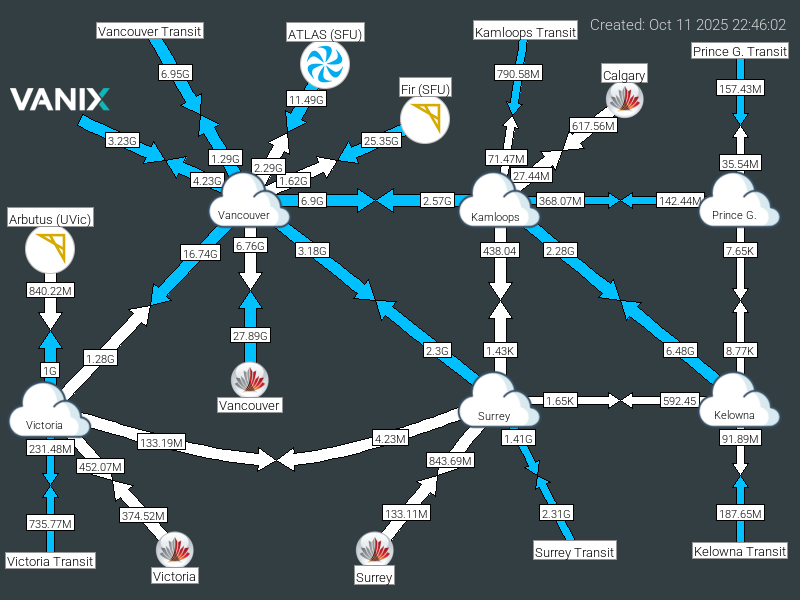 Created: Oct 11 2025 22:46:02
Vancouver Transit
ATLAS (SFU)
Kamloops Transit
Prince G. Transit
6.95G
790.58M
Calgary
157.43M
VANIX
11.49G
Fir (SFU)
617.56M
3.23G
25.35G
1.29G
2.29G
71.47M
35.54M
4.23G
1.62G
27.44M
6.9G
2.57G
368.07M
142.44M
Arbutus (UVic)
Vancouver
Kamloops
Prince G.
16.74G
6.76G
3.18G
438.04
2.28G
7.65K
840.22M
27.89G
1G
1.28G
2.3G
1.43K
6.48G
8.77K
Vancouver
1.65K
592.45
Victoria
Surrey
Kelowna
231.48M
133.19M
4.23M
1.41G
91.89M
452.07M
843.69M
735.77M
374.52M
133.11M
2.31G
187.65M
Victoria Transit
Victoria
Surrey
Surrey Transit
Kelowna Transit